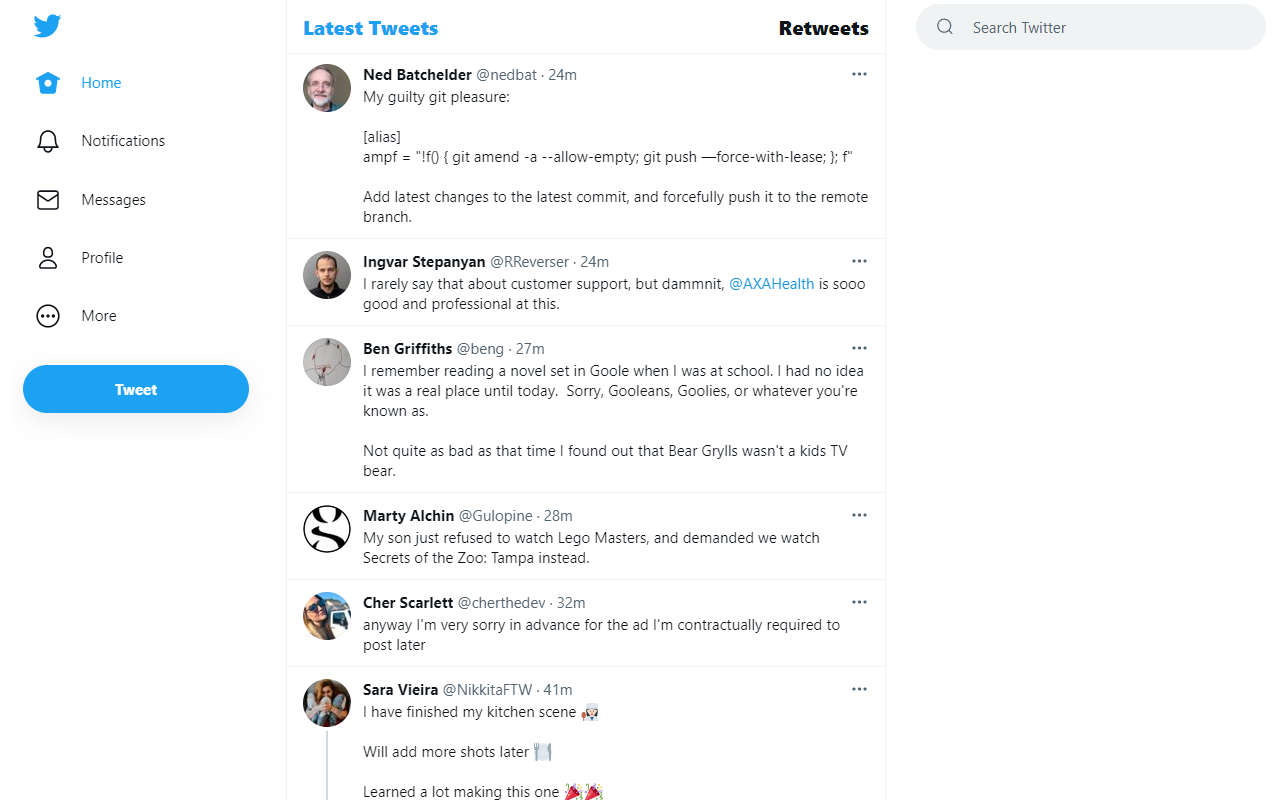 Latest Tweets
Retweets
Search Twitter
Home
Notifications
Messages
Profile
More
Tweet
Ned Batchelder @nedbat · 24m
My guilty git pleasure:
[alias]
ampf = "!f() { git amend -a --allow-empty; git push —force-with-lease; }; f"
Add latest changes to the latest commit, and forcefully push it to the remote
branch.
Ingvar Stepanyan @RReverser · 24m
I rarely say that about customer support, but dammnit, @AXAHealth is sooo
good and professional at this.
Ben Griffiths @beng · 27m
I remember reading a novel set in Goole when I was at school. I had no idea
it was a real place until today.  Sorry, Gooleans, Goolies, or whatever you're
known as.
Not quite as bad as that time I found out that Bear Grylls wasn't a kids TV
bear.
Marty Alchin @Gulopine · 28m
My son just refused to watch Lego Masters, and demanded we watch
Secrets of the Zoo: Tampa instead.
Cher Scarlett @cherthedev · 32m
anyway I'm very sorry in advance for the ad I'm contractually required to
post later
Sara Vieira @NikkitaFTW · 41m
I have finished my kitchen scene 👩🏻‍🍳
Will add more shots later 🍽️
Learned a lot making this one 🎉🎉